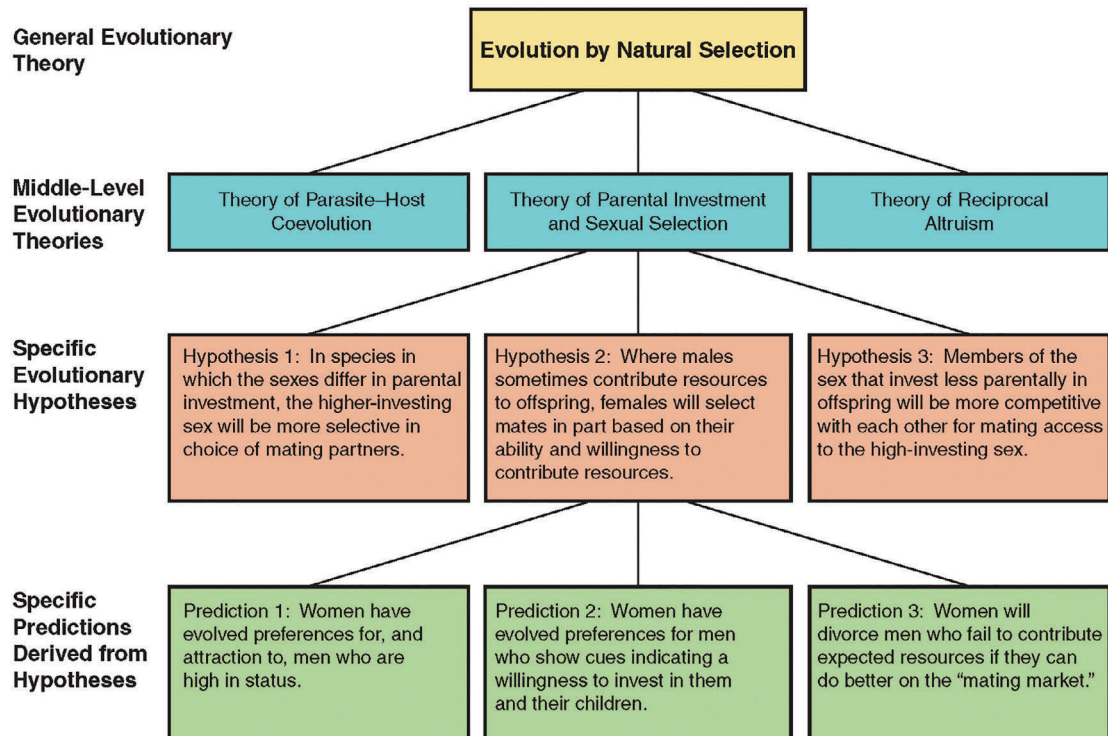 General Evolutionary
Theory
Evolution by Natural Selection
Middle-Level
Evolutionary
Theories
Theory of Parasite–Host
Coevolution
Theory of Parental Investment
and Sexual Selection
Theory of Reciprocal
Altruism
Specific
Evolutionary
Hypotheses
Hypothesis 1: In species in
which the sexes differ in parental
investment, the higher-investing
sex will be more selective in
choice of mating partners.
Hypothesis 2: Where males
sometimes contribute resources
to offspring, females will select
mates in part based on their
ability and willingness to
contribute resources.
Hypothesis 3: Members of the
sex that invest less parentally in
offspring will be more competitive
with each other for mating access
to the high-investing sex.
Specific
Predictions
Derived from
Hypotheses
Prediction 1: Women have
evolved preferences for, and
attraction to, men who are
high in status.
Prediction 2: Women have
evolved preferences for men
who show cues indicating a
willingness to invest in them
and their children.
Prediction 3: Women will
divorce men who fail to contribute
expected resources if they can
do better on the “mating market.”